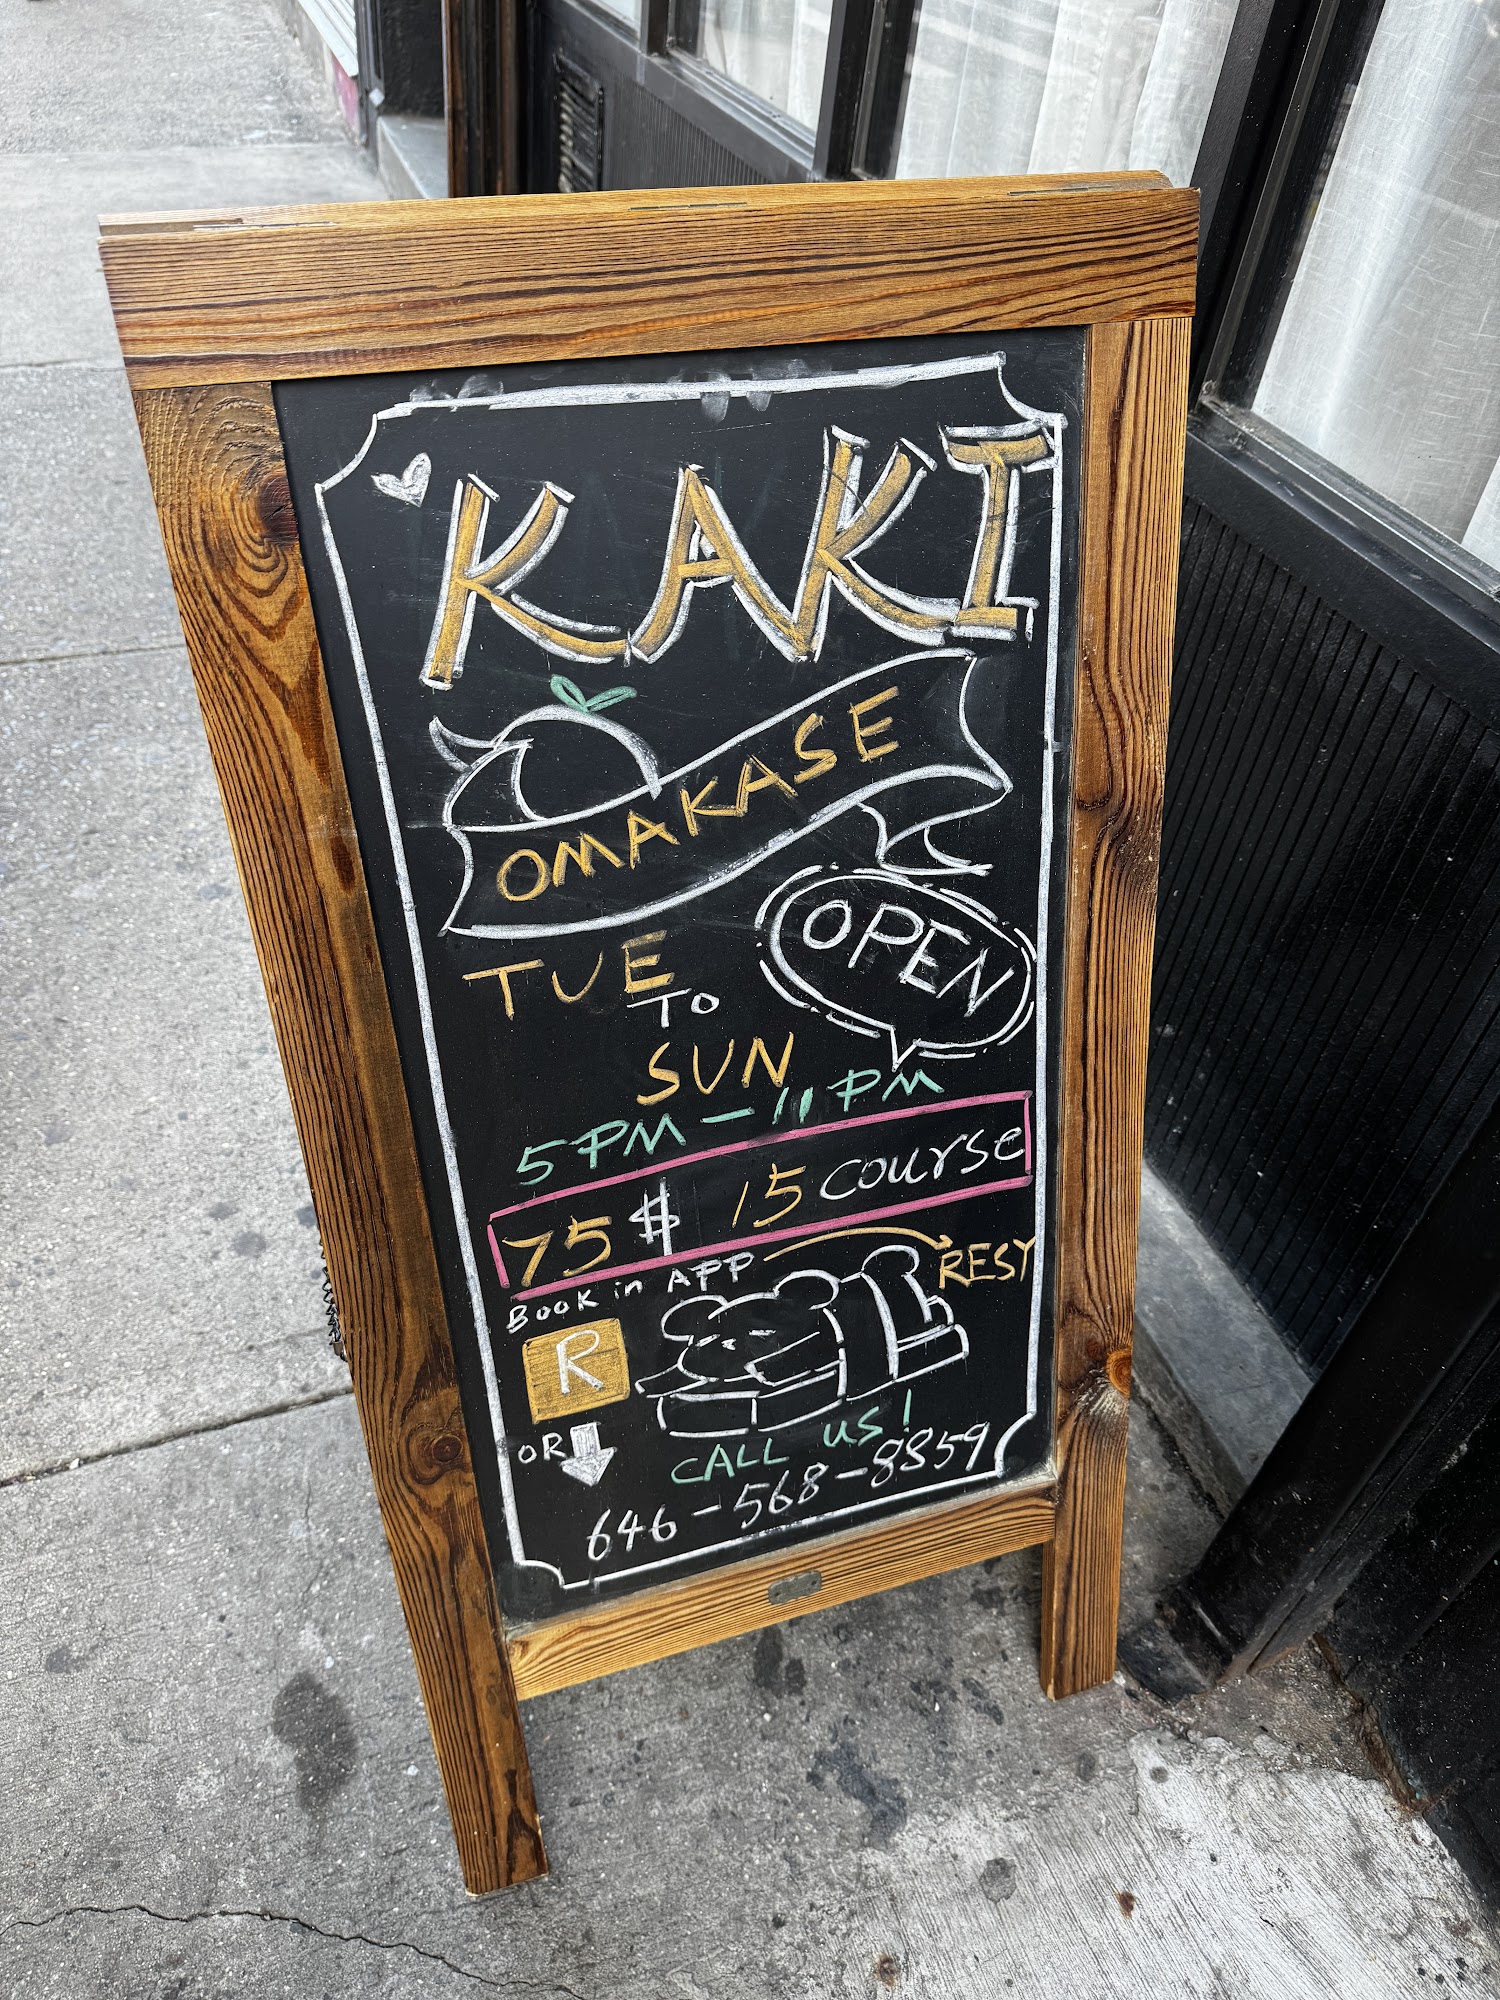 KAKI
OMAKASE
OPEN
TUE
TO
SUN
5PM-11PM
75$ 15 course
BOOK in APP RESY
R
OR
CALL US!
646-568-8859